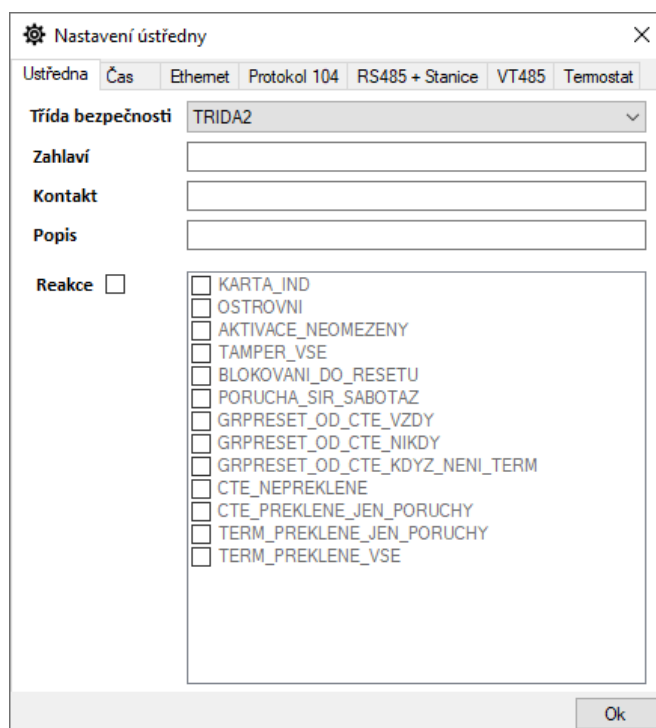 Nastavení ústředny
Ustředna Čas Ethernet Protokol 104 RS485 + Stanice VT485 Termostat
Třída bezpečnosti TRIDA2
Zahlaví
Kontakt
Popis
Reakce
KARTA_IND
OSTROVNI
AKTIVACE_NEOMEZENY
TAMPER_VSE
BLOKOVANI_DO_RESETU
PORUCHA_SIR_SABOTAZ
GRPRESET_OD_CTE_VZDY
GRPRESET_OD_CTE_NIKDY
GRPRESET_OD_CTE_KDYZ_NENI_TERM
CTE_NEPREKLENE
CTE_PREKLENE_JEN_PORUCHY
TERM_PREKLENE_JEN_PORUCHY
TERM_PREKLENE_VSE
Ok